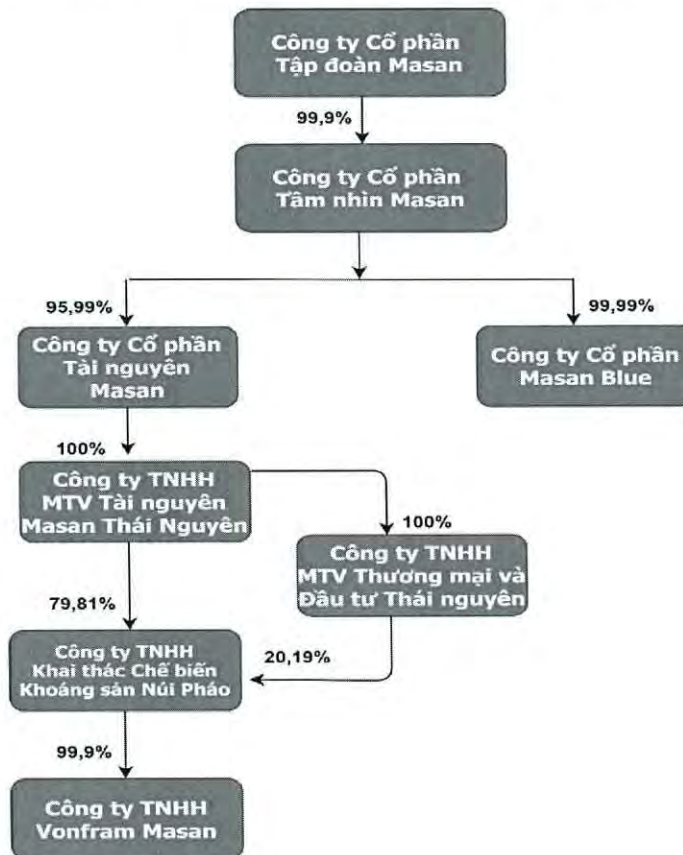 Công ty Cổ phần
Tập đoàn Masan
99,9%
Công ty Cổ phần
Tầm nhìn Masan
95,99%
99,99%
Công ty Cổ phần
Tài nguyên
Masan
Công ty Cổ phần
Masan Blue
100%
Công ty TNHH
MTV Tài nguyên
Masan Thái Nguyên
100%
Công ty TNHH
MTV Thương mại và
Đầu tư Thái nguyên
79,81%
Công ty TNHH
Khai thác Chế biến
Khoáng sản Núi Pháo
20,19%
99,9%
Công ty TNHH
Vonfram Masan